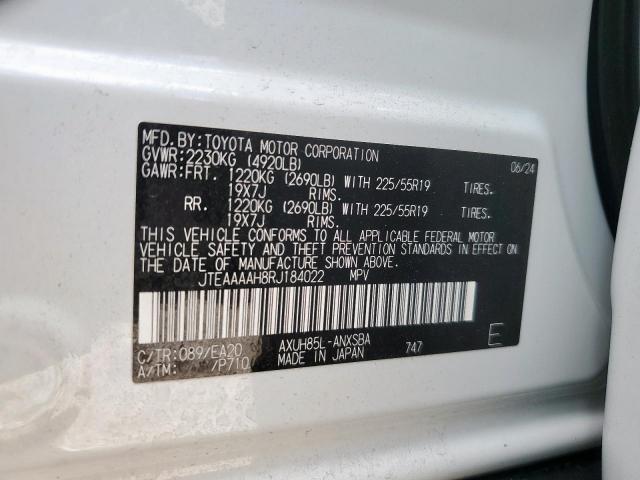 MFD.BY:TOYOTA MOTOR CORPORATION 06/24
GVWR:2230KG (4920LB)
GAWR:FRT. 1220KG (2690LB) WITH 225/55R19 TIRES.
19X7J RIMS.
RR. 1220KG (2690LB) WITH 225/55R19 TIRES.
19X7J RIMS.
THIS VEHICLE CONFORMS TO ALL APPLICABLE FEDERAL MOTOR
VEHICLE SAFETY AND THEFT PREVENTION STANDARDS IN EFFECT ON
THE DATE OF MANUFACTURE SHOWN ABOVE.
JTEAAAAH8RJ184022 MPV
C/TR:089/EA20 AXUH85L-ANXSBA 747 E
A/TM: /P710 MADE IN JAPAN